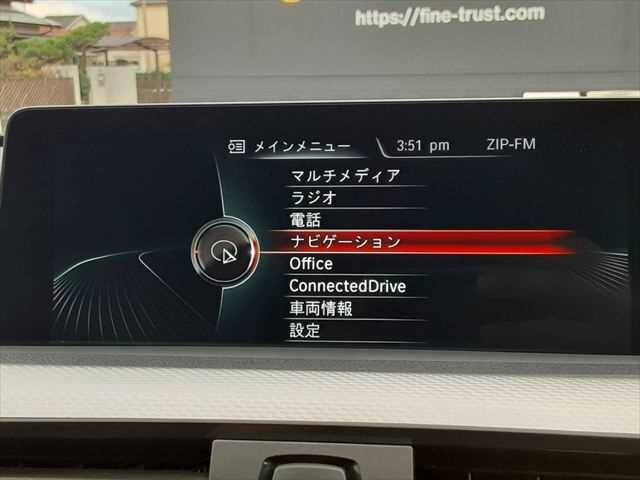 https://fine-trust.com
メインメニュー 3:51 pm ZIP-FM
マルチメディア
ラジオ
電話
ナビゲーション
Office
ConnectedDrive
車両情報
設定